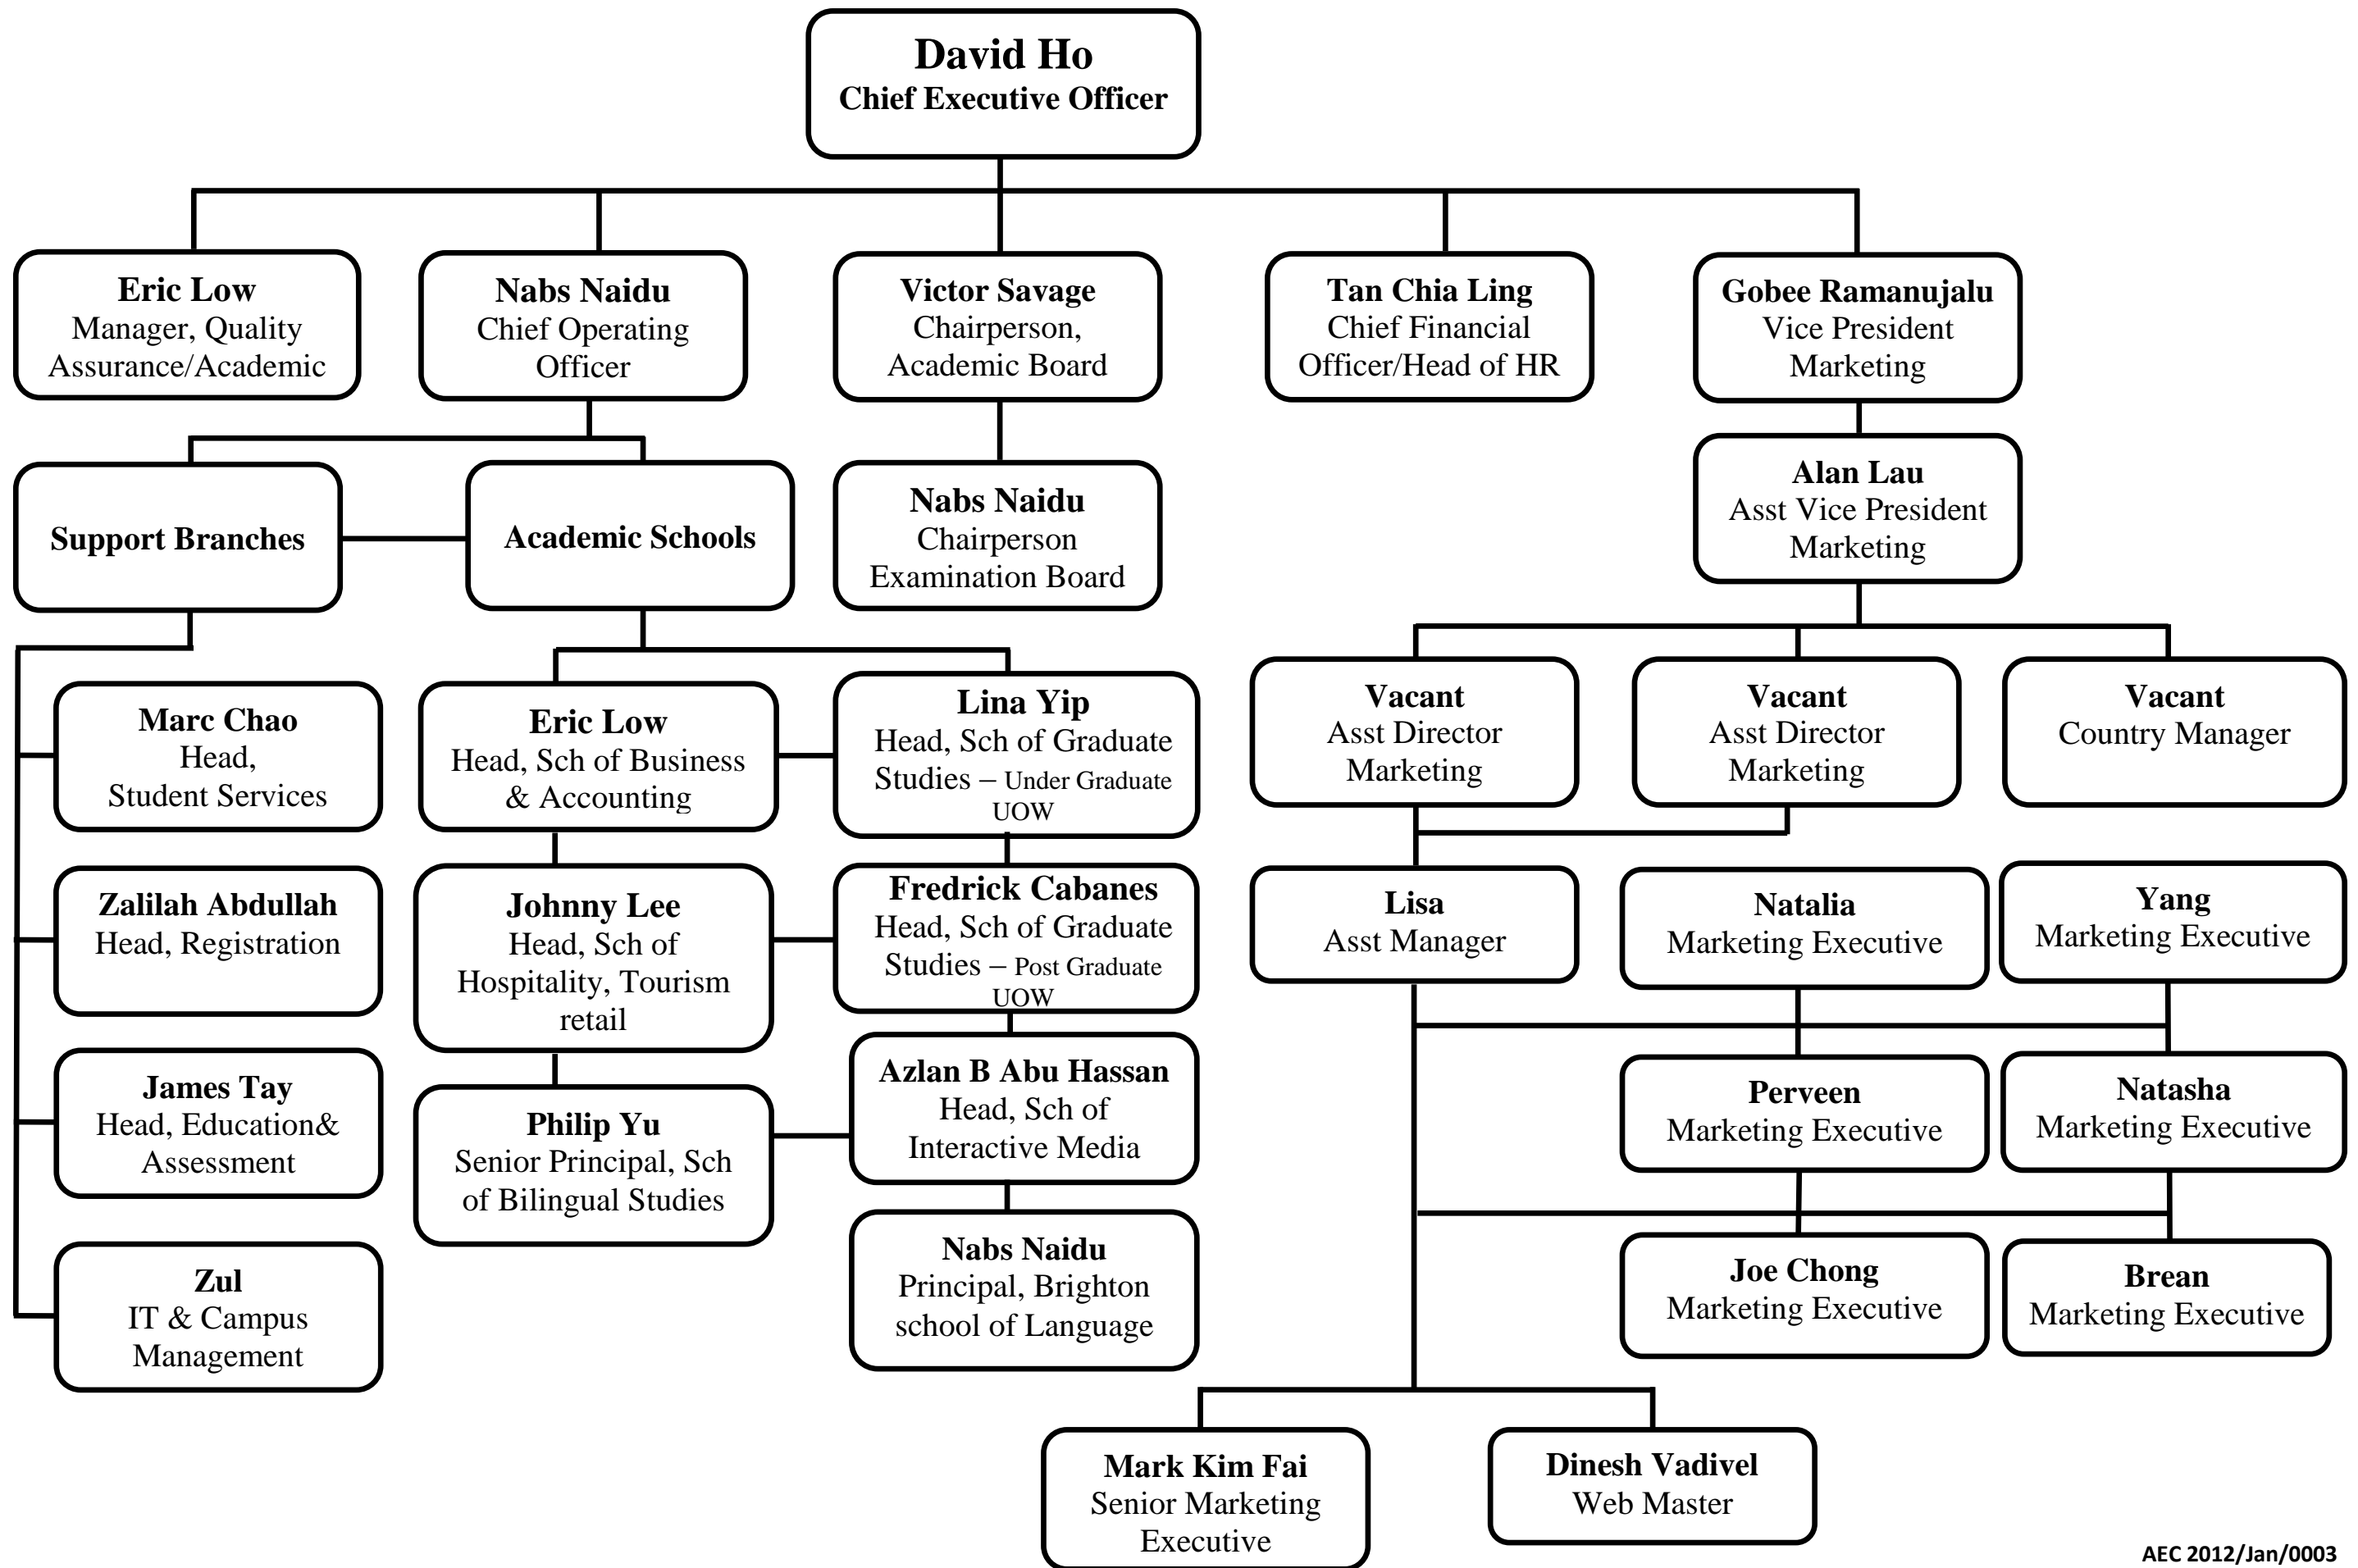 David Ho
Chief Executive Officer
Eric Low
Manager, Quality
Assurance/Academic
Nabs Naidu
Chief Operating
Officer
Victor Savage
Chairperson,
Academic Board
Tan Chia Ling
Chief Financial
Officer/Head of HR
Gobee Ramanujalu
Vice President
Marketing
Support Branches
Academic Schools
Nabs Naidu
Chairperson
Examination Board
Alan Lau
Asst Vice President
Marketing
Marc Chao
Head,
Student Services
Eric Low
Head, Sch of Business
& Accounting
Lina Yip
Head, Sch of Graduate
Studies – Under Graduate
UOW
Vacant
Asst Director
Marketing
Vacant
Asst Director
Marketing
Vacant
Country Manager
Zalilah Abdullah
Head, Registration
Johnny Lee
Head, Sch of
Hospitality, Tourism
retail
Fredrick Cabanes
Head, Sch of Graduate
Studies – Post Graduate
UOW
Lisa
Asst Manager
Natalia
Marketing Executive
Yang
Marketing Executive
James Tay
Head, Education&
Assessment
Philip Yu
Senior Principal, Sch
of Bilingual Studies
Azlan B Abu Hassan
Head, Sch of
Interactive Media
Perveen
Marketing Executive
Natasha
Marketing Executive
Zul
IT & Campus
Management
Nabs Naidu
Principal, Brighton
school of Language
Joe Chong
Marketing Executive
Brean
Marketing Executive
Mark Kim Fai
Senior Marketing
Executive
Dinesh Vadivel
Web Master
AEC 2012/Jan/0003